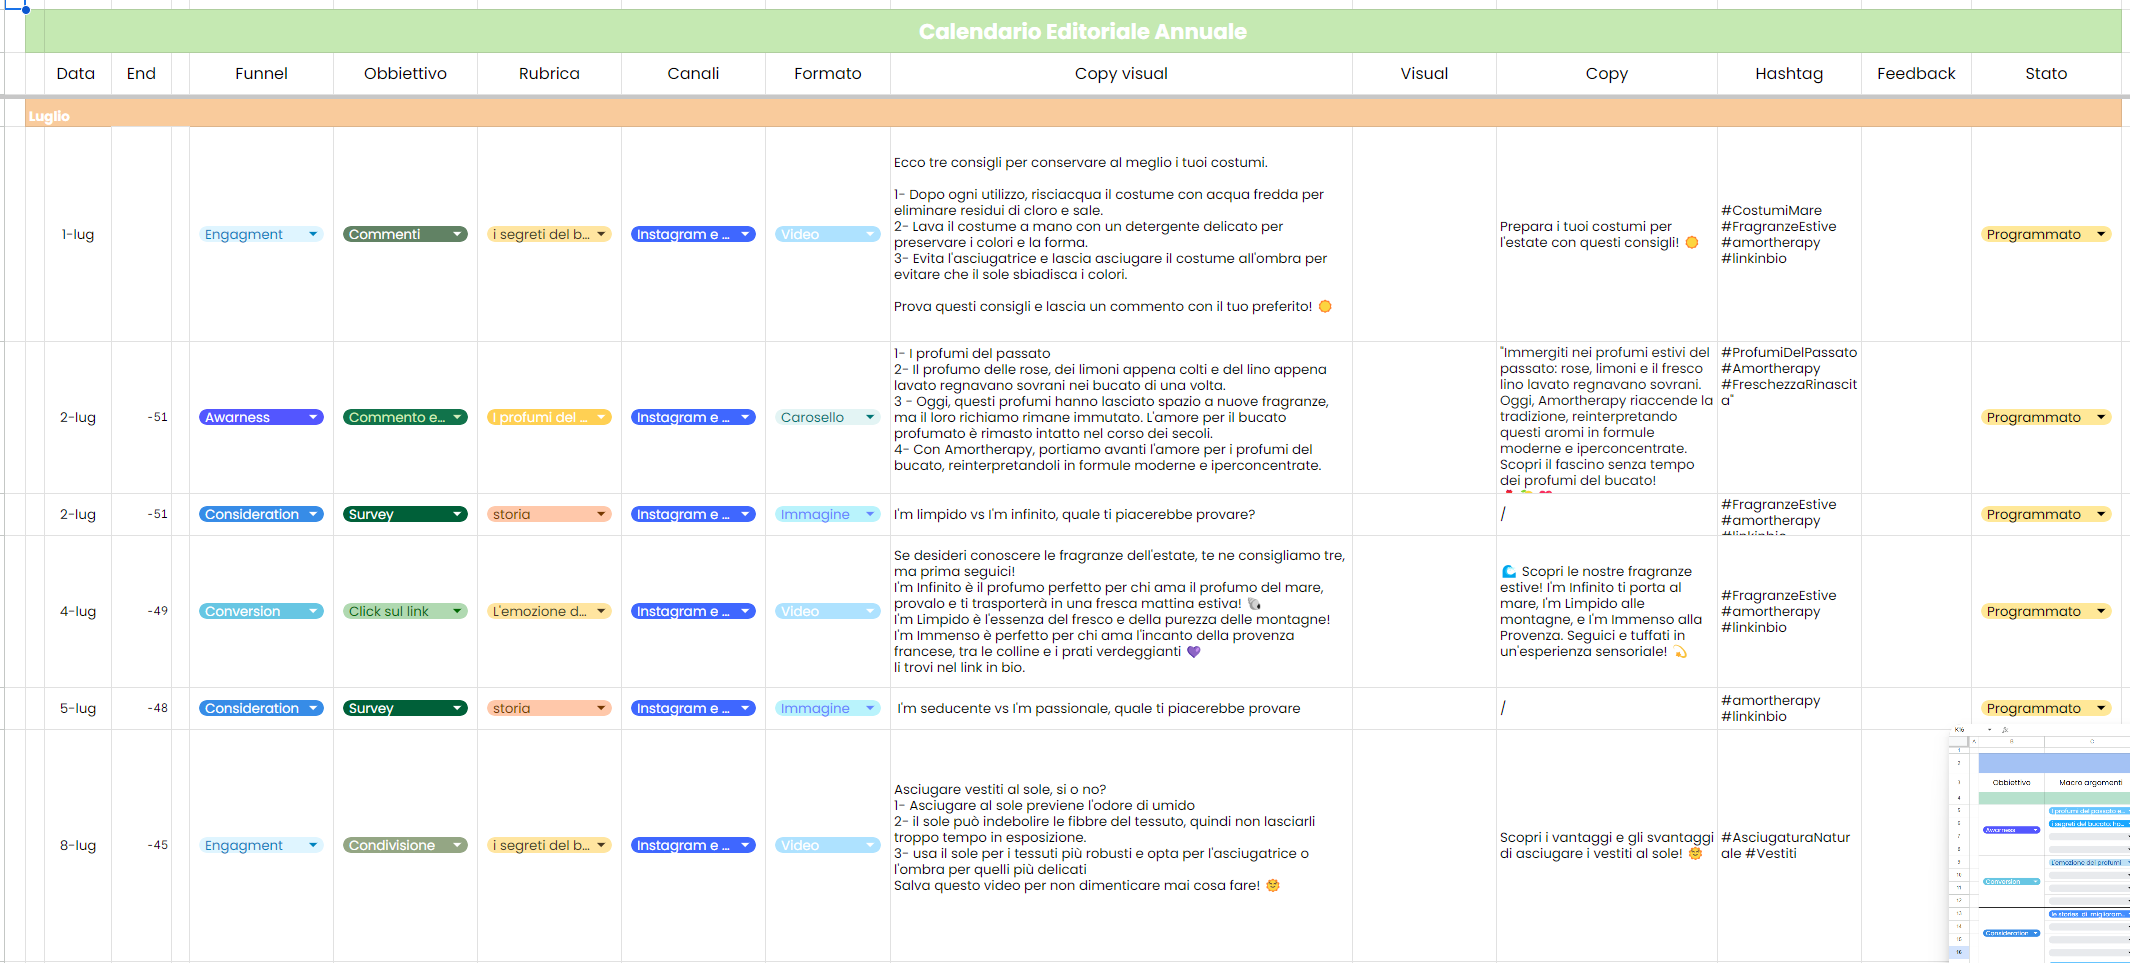 Calendario Editoriale Annuale
Data End Funnel Obbiettivo Rubrica Canali Formato Copy visual Visual Copy Hashtag Feedback Stato
Luglio
1-lug
Engagment
Commenti
i segreti del b...
Instagram e ...
Video
Ecco tre consigli per conservare al meglio i tuoi costumi.
1- Dopo ogni utilizzo, risciacqua il costume con acqua fredda per
eliminare residui di cloro e sale.
2- Lava il costume a mano con un detergente delicato per
preservare i colori e la forma.
3- Evita l'asciugatrice e lascia asciugare il costume all'ombra per
evitare che il sole sbiadisca i colori.
Prova questi consigli e lascia un commento con il tuo preferito! 🌞
Prepara i tuoi costumi per
l'estate con questi consigli! 🌞
#CostumiMare
#FragranzeEstive
#amortherapy
#linkinbio
Programmato
2-lug
-51
Awarness
Commento e...
I profumi del ...
Instagram e ...
Carosello
1- I profumi del passato
2- Il profumo delle rose, dei limoni appena colti e del lino appena
lavato regnavano sovrani nei bucato di una volta.
3 - Oggi, questi profumi hanno lasciato spazio a nuove fragranze,
ma il loro richiamo rimane immutato. L'amore per il bucato
profumato è rimasto intatto nel corso dei secoli.
4- Con Amortherapy, portiamo avanti l'amore per i profumi del
bucato, reinterpretandoli in formule moderne e iperconcentrate.
"Immergiti nei profumi estivi del
passato: rose, limoni e il fresco
lino lavato regnavano sovrani.
Oggi, Amortherapy riaccende la
tradizione, reinterpretando
questi aromi in formule
moderne e iperconcentrate.
Scopri il fascino senza tempo
dei profumi del bucato!
#ProfumiDelPassato
#Amortherapy
#FreschezzaRinascit
a"
Programmato
2-lug
-51
Consideration
Survey
storia
Instagram e ...
Immagine
I'm limpido vs I'm infinito, quale ti piacerebbe provare?
/
#FragranzeEstive
#amortherapy
#linkinbio
Programmato
4-lug
-49
Conversion
Click sul link
L'emozione d...
Instagram e ...
Video
Se desideri conoscere le fragranze dell'estate, te ne consigliamo tre,
ma prima seguici!
I'm Infinito è il profumo perfetto per chi ama il profumo del mare,
provalo e ti trasporterà in una fresca mattina estiva! 🐚
I'm Limpido è l'essenza del fresco e della purezza delle montagne!
I'm Immenso è perfetto per chi ama l'incanto della provenza
francese, tra le colline e i prati verdeggianti 💜
li trovi nel link in bio.
🌊 Scopri le nostre fragranze
estive! I'm Infinito ti porta al
mare, I'm Limpido alle
montagne, e I'm Immenso alla
Provenza. Seguici e tuffati in
un'esperienza sensoriale! 💫
#FragranzeEstive
#amortherapy
#linkinbio
Programmato
5-lug
-48
Consideration
Survey
storia
Instagram e ...
Immagine
I'm seducente vs I'm passionale, quale ti piacerebbe provare
/
#amortherapy
#linkinbio
Programmato
8-lug
-45
Engagment
Condivisione
i segreti del b...
Instagram e ...
Video
Asciugare vestiti al sole, si o no?
1- Asciugare al sole previene l'odore di umido
2- il sole può indebolire le fibbre del tessuto, quindi non lasciarli
troppo tempo in esposizione.
3- usa il sole per i tessuti più robusti e opta per l'asciugatrice o
l'ombra per quelli più delicati
Salva questo video per non dimenticare mai cosa fare! 🌞
Scopri i vantaggi e gli svantaggi
di asciugare i vestiti al sole! 🌞
#AsciugaturaNatur
ale #Vestiti
K16
fx
Obbiettivo Macro argomenti
I profumi del passato e...
i segreti del bucato: fra...
Awarness
L'emozione dei profumi
Conversion
le stories di migliaram...
Consideration